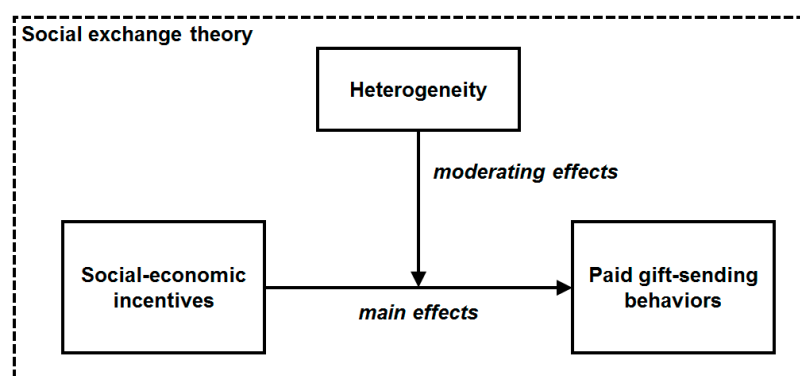 Social exchange theory
Heterogeneity
moderating effects
Social-economic
incentives
main effects
Paid gift-sending
behaviors